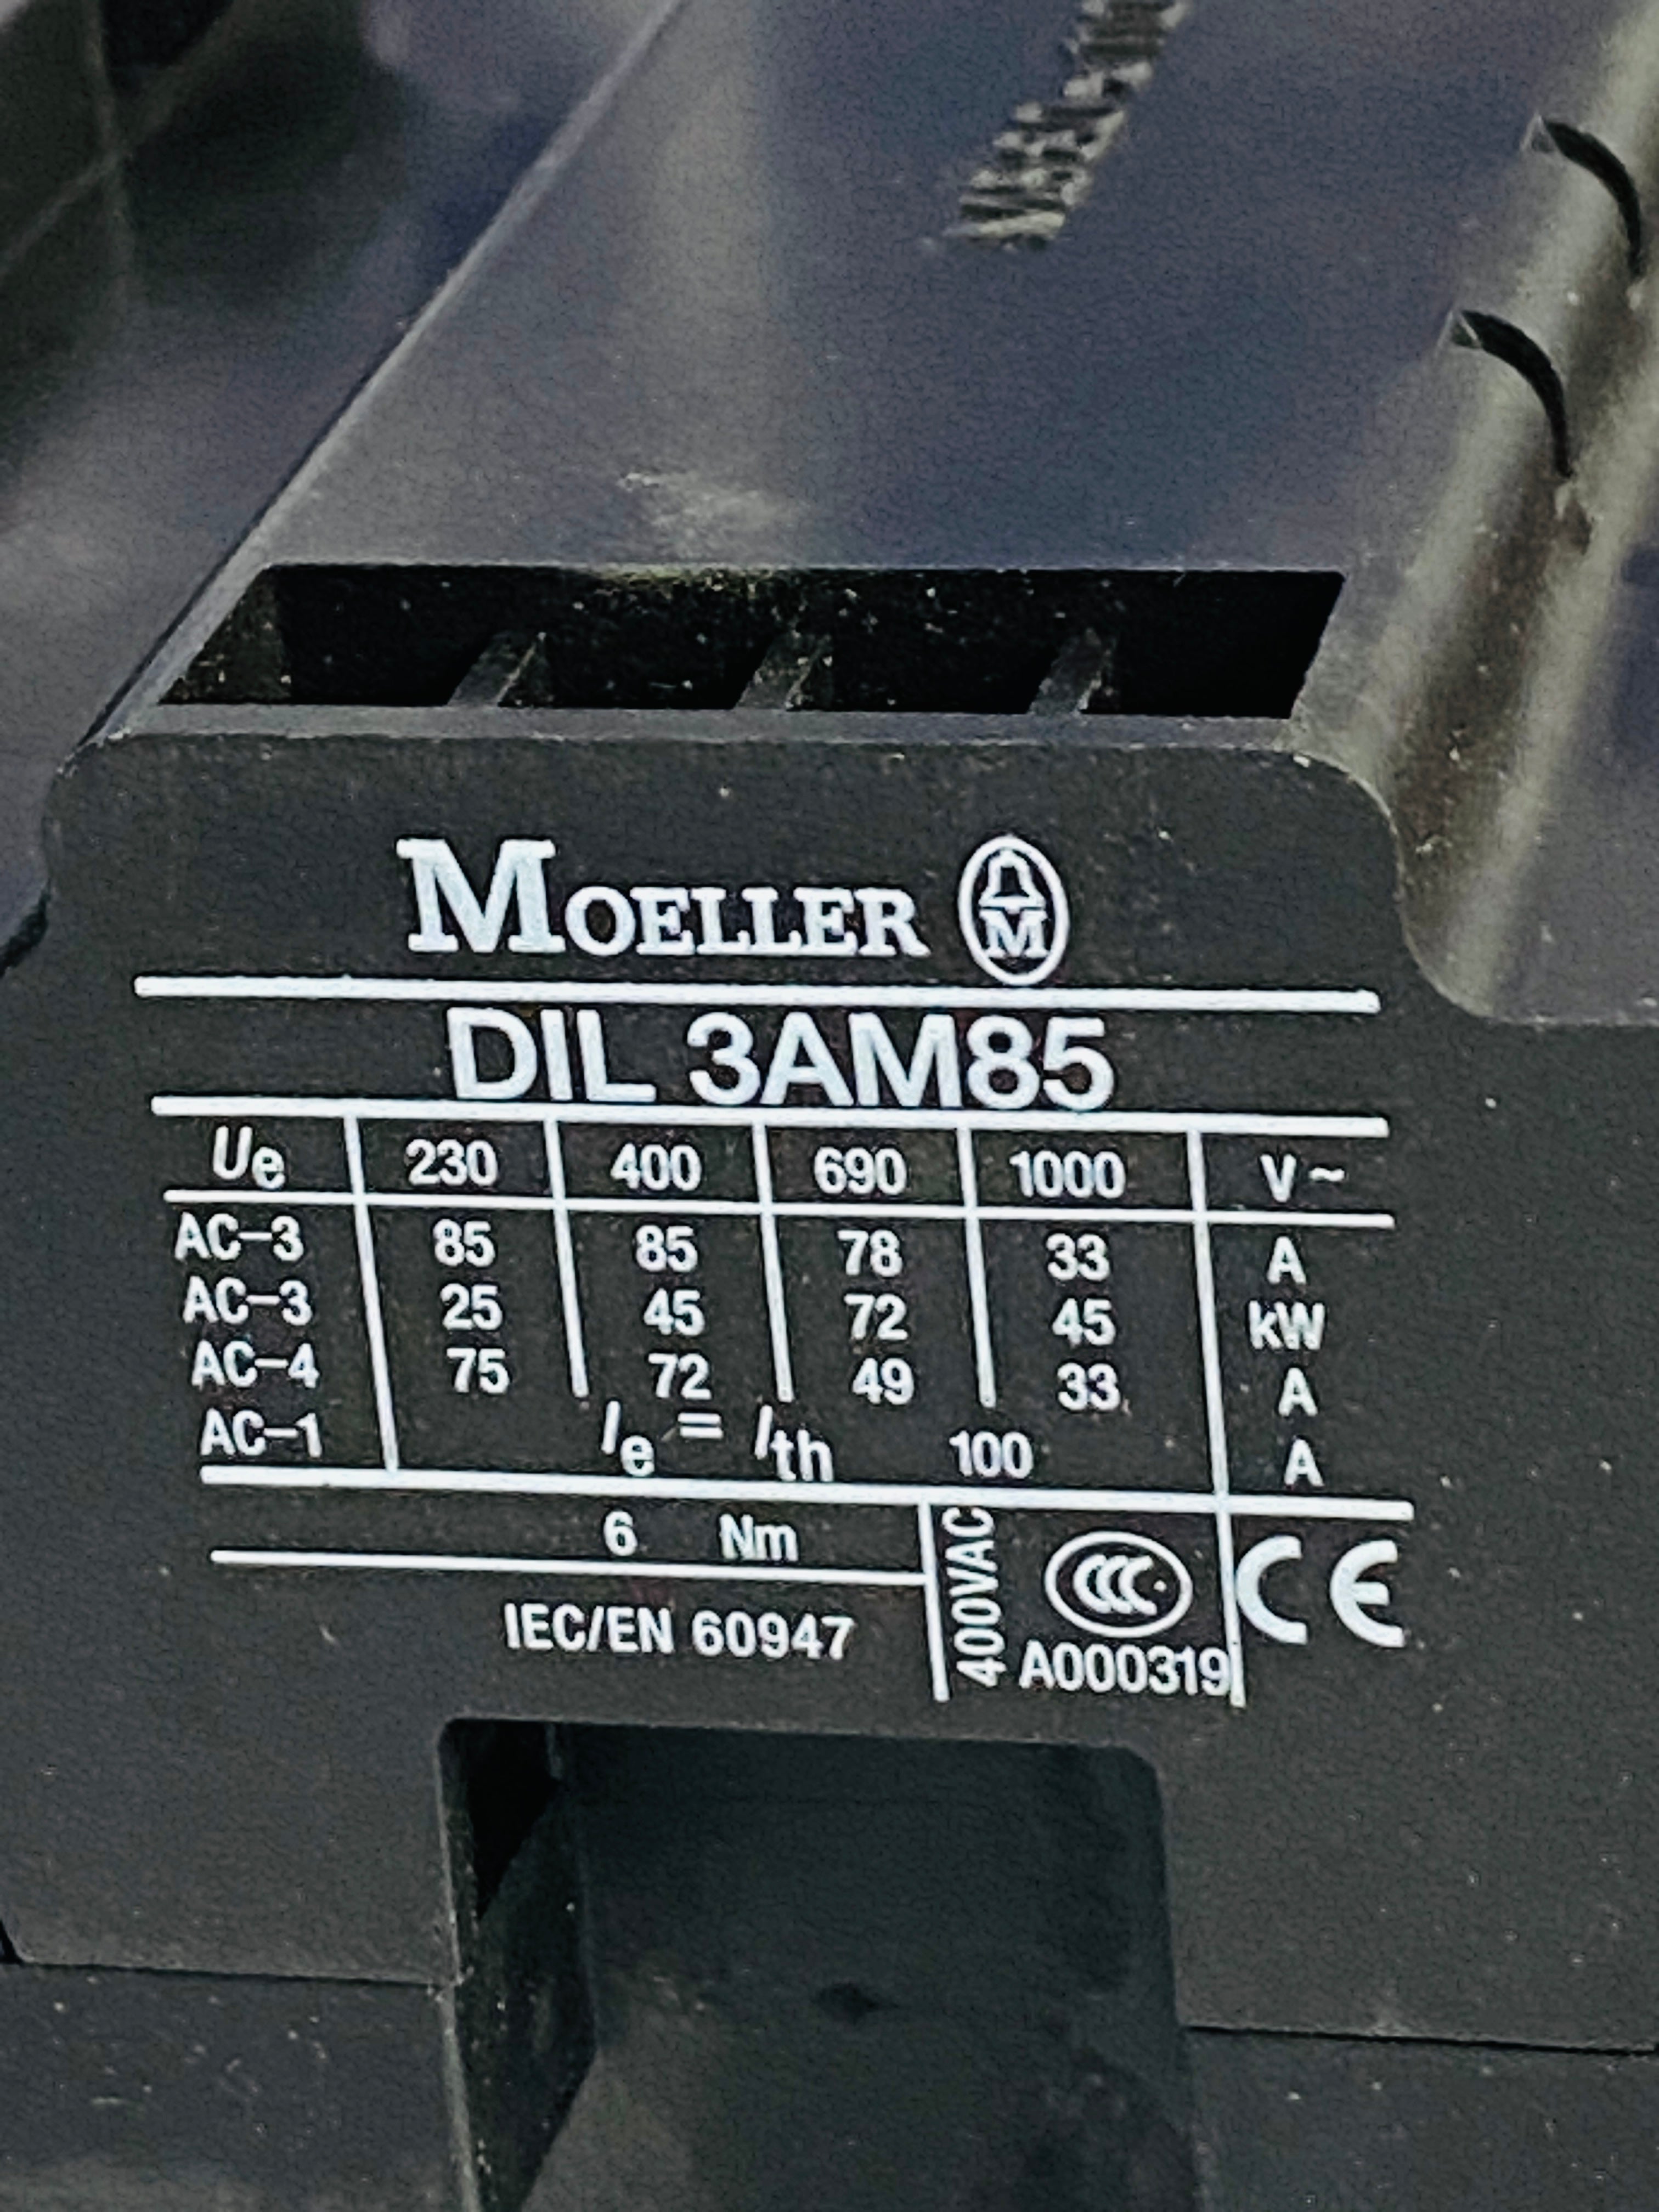 MOELLER M
DIL 3AM85
Ue 230 400 690 1000 V~
AC-3 85 85 78 33 A
AC-3 25 45 72 45 kW
AC-4 75 72 49 33 A
AC-1 Ie = Ith 100 A
6 Nm
IEC/EN 60947
400VAC
CCC
A000319
CE